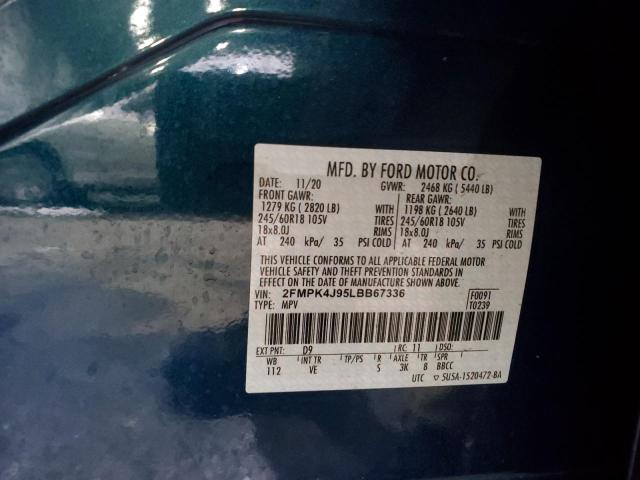 MFD. BY FORD MOTOR CO.
DATE: 11/20 GVWR: 2468 KG ( 5440 LB)
FRONT GAWR: REAR GAWR:
1279 KG ( 2820 LB) WITH 1198 KG ( 2640 LB) WITH
245/60R18 105V TIRES 245/60R18 105V TIRES
18x8.0J RIMS 18x8.0J RIMS
AT 240 kPa/ 35 PSI COLD AT 240 kPa/ 35 PSI COLD
THIS VEHICLE CONFORMS TO ALL APPLICABLE FEDERAL MOTOR
VEHICLE SAFETY AND THEFT PREVENTION STANDARDS IN
EFFECT ON THE DATE OF MANUFACTURE SHOWN ABOVE.
VIN: 2FMPK4J95LBB67336 F0091
TYPE: MPV T0239
EXT PNT: D9 RC: 11 DSO:
WB INT TR TP/PS R AXLE TR SPR
112 VE S 3K 8 BBCC
UTC ▽ 5U5A-1520472-BA